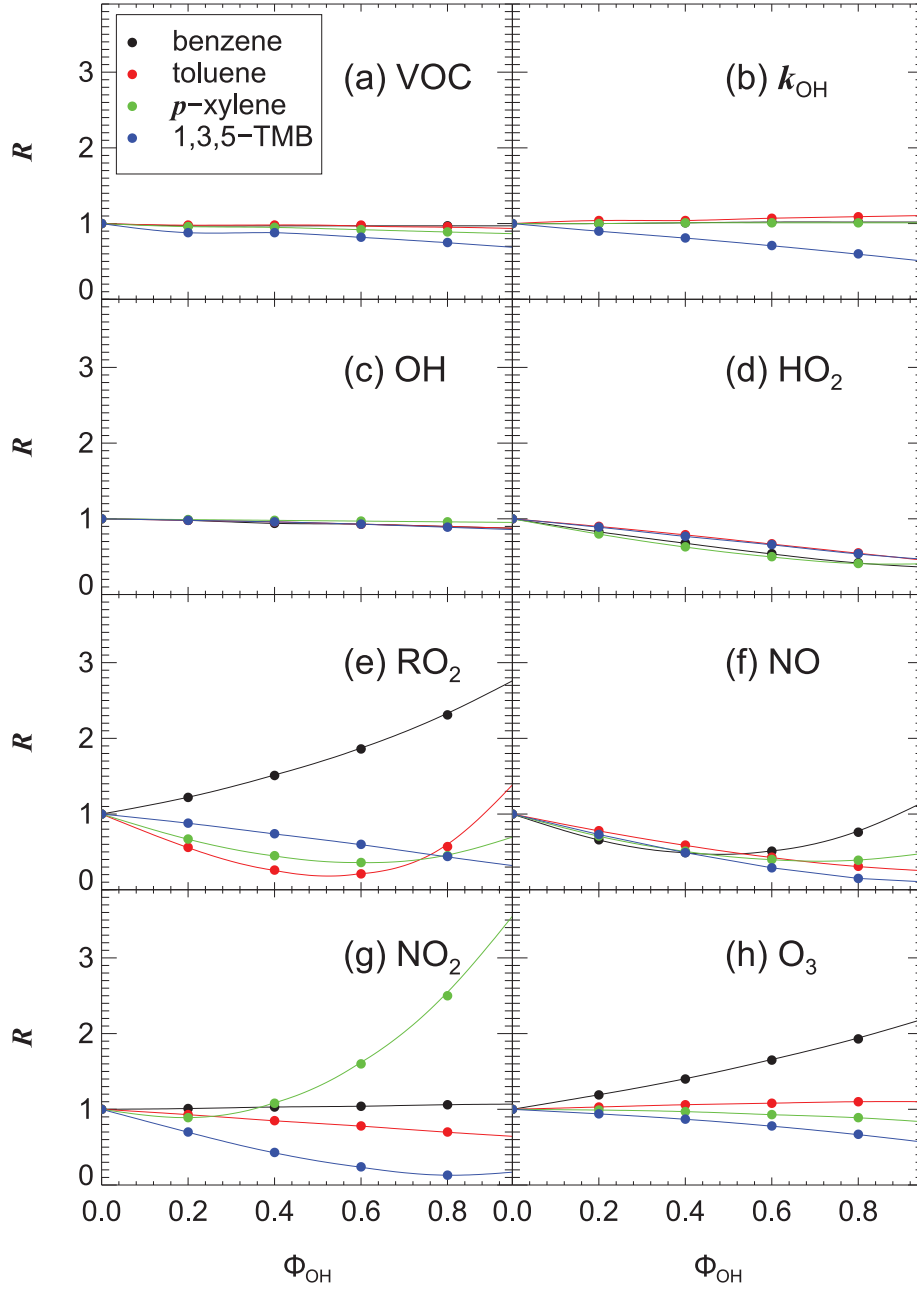 benzene
toluene
p−xylene
1,3,5−TMB
(a) VOC
(b) kOH
3
2
1
0
R
(c) OH
(d) HO2
3
2
1
0
R
(e) RO2
(f) NO
3
2
1
0
R
(g) NO2
(h) O3
3
2
1
0
R
0.0 0.2 0.4 0.6 0.8 0.0 0.2 0.4 0.6 0.8
ΦOH ΦOH